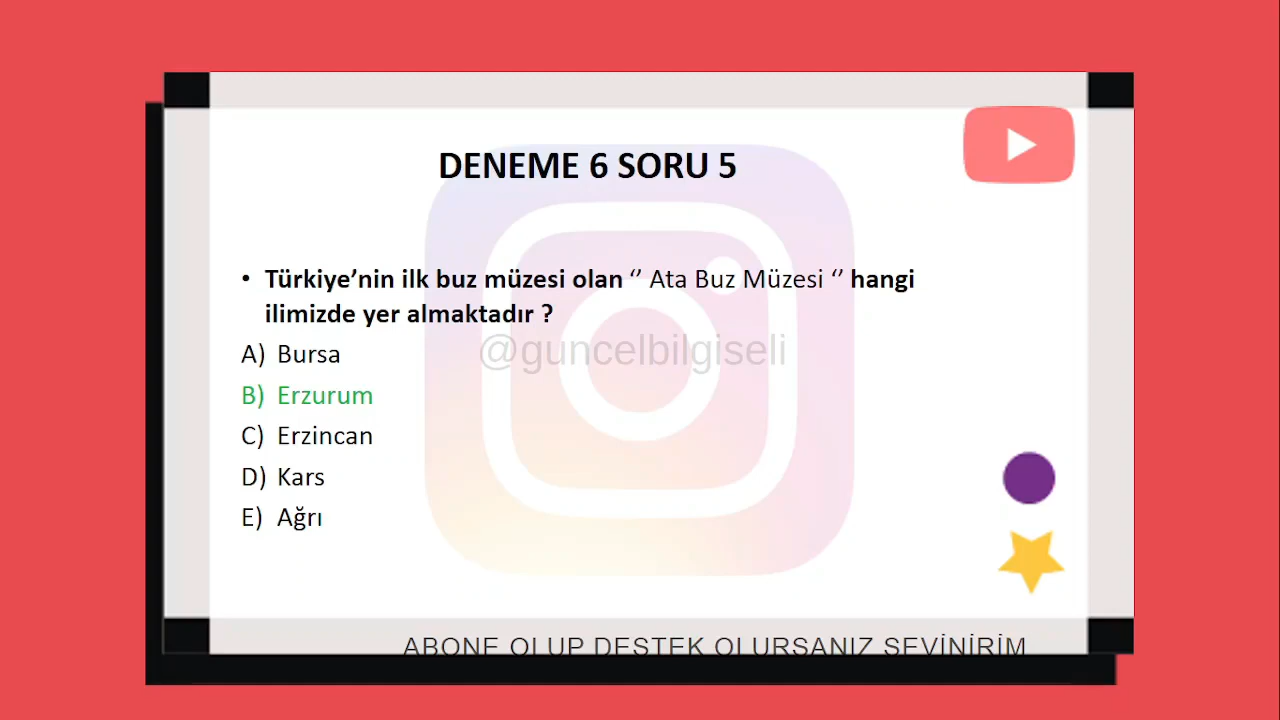 DENEME 6 SORU 5
• Türkiye’nin ilk buz müzesi olan ‘’ Ata Buz Müzesi ‘’ hangi
ilimizde yer almaktadır ?
@guncelbilgiseli
A) Bursa
B) Erzurum
C) Erzincan
D) Kars
E) Ağrı
ABONE OLUP DESTEK OLURSANIZ SEVİNİRİM